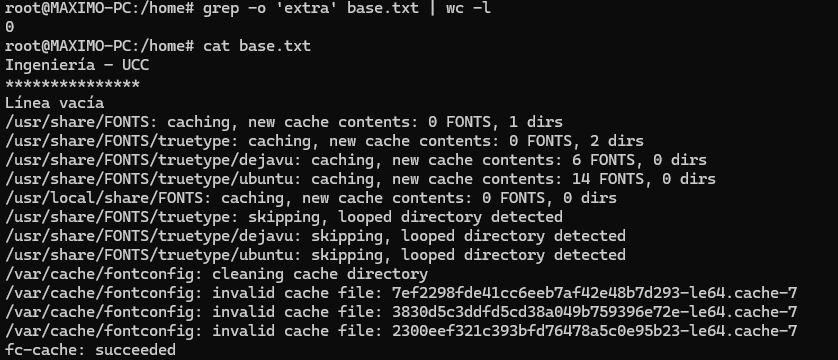 root@MAXIMO-PC:/home# grep -o 'extra' base.txt | wc -l
0
root@MAXIMO-PC:/home# cat base.txt
Ingeniería - UCC
***************
Línea vacía
/usr/share/FONTS: caching, new cache contents: 0 FONTS, 1 dirs
/usr/share/FONTS/truetype: caching, new cache contents: 0 FONTS, 2 dirs
/usr/share/FONTS/truetype/dejavu: caching, new cache contents: 6 FONTS, 0 dirs
/usr/share/FONTS/truetype/ubuntu: caching, new cache contents: 14 FONTS, 0 dirs
/usr/local/share/FONTS: caching, new cache contents: 0 FONTS, 0 dirs
/usr/share/FONTS/truetype: skipping, looped directory detected
/usr/share/FONTS/truetype/dejavu: skipping, looped directory detected
/usr/share/FONTS/truetype/ubuntu: skipping, looped directory detected
/var/cache/fontconfig: cleaning cache directory
/var/cache/fontconfig: invalid cache file: 7ef2298fde41cc6eeb7af42e48b7d293-le64.cache-7
/var/cache/fontconfig: invalid cache file: 3830d5c3ddfd5cd38a049b759396e72e-le64.cache-7
/var/cache/fontconfig: invalid cache file: 2300eef321c393bfd76478a5c0e95b23-le64.cache-7
fc-cache: succeeded